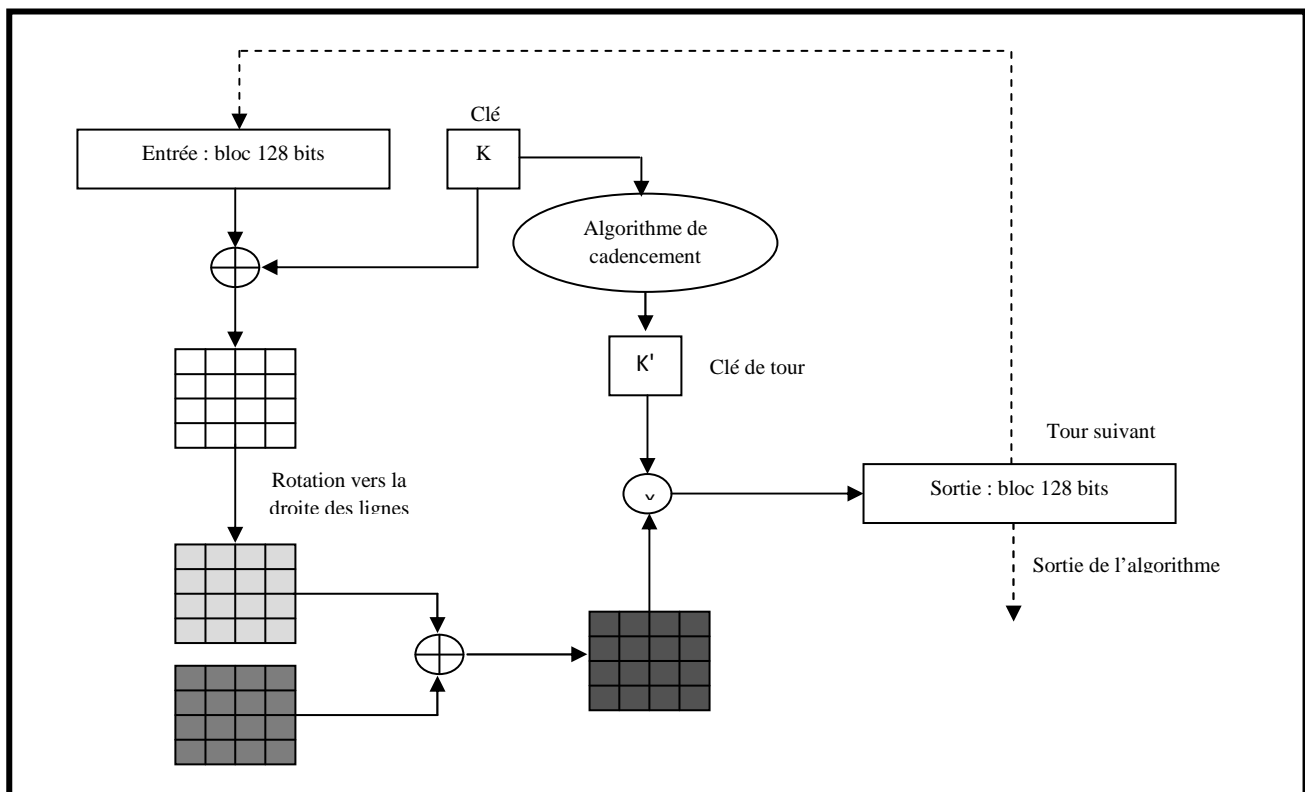 Clé
Entrée : bloc 128 bits
K
Algorithme de
cadencement
K'
Clé de tour
Tour suivant
Rotation vers la
droite des lignes
Sortie : bloc 128 bits
Sortie de l’algorithme